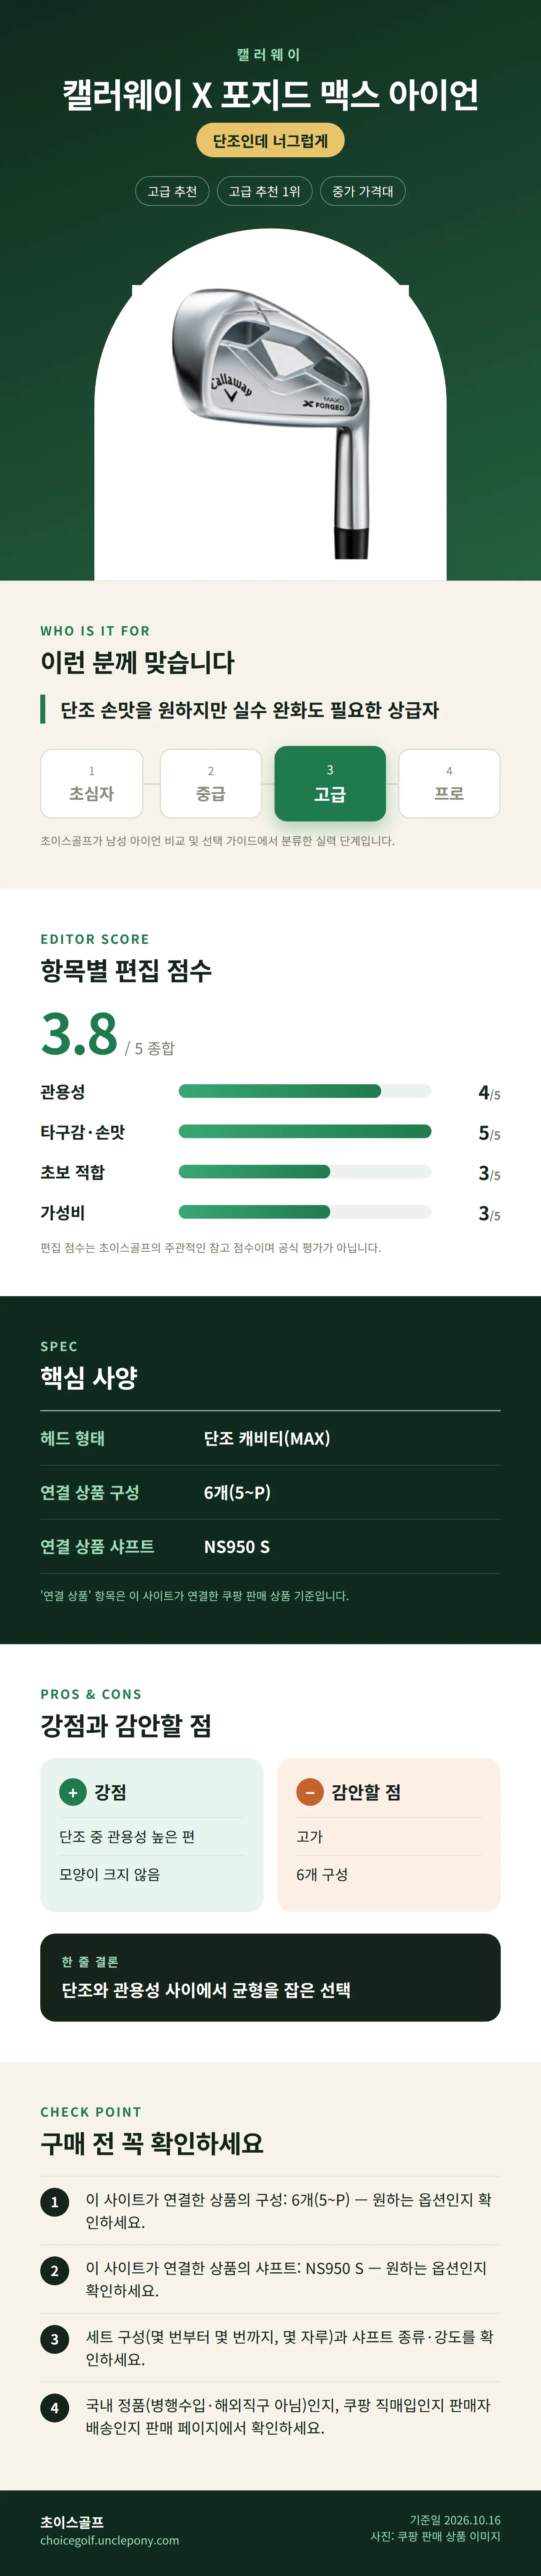 캘러웨이
캘러웨이 X 포지드 맥스 아이언
단조인데 너그럽게
고급 추천
고급 추천 1위
중가 가격대
Callaway
MAX
X FORGED
WHO IS IT FOR
이런 분께 맞습니다
단조 손맛을 원하지만 실수 완화도 필요한 상급자
1
초심자
2
중급
3
고급
4
프로
초이스골프가 남성 아이언 비교 및 선택 가이드에서 분류한 실력 단계입니다.
EDITOR SCORE
항목별 편집 점수
3.8 / 5 종합
관용성 4/5
타구감·손맛 5/5
초보 적합 3/5
가성비 3/5
편집 점수는 초이스골프의 주관적인 참고 점수이며 공식 평가가 아닙니다.
SPEC
핵심 사양
헤드 형태 단조 캐비티(MAX)
연결 상품 구성 6개(5~P)
연결 상품 샤프트 NS950 S
'연결 상품' 항목은 이 사이트가 연결한 쿠팡 판매 상품 기준입니다.
PROS & CONS
강점과 감안할 점
+ 강점
단조 중 관용성 높은 편
모양이 크지 않음
− 감안할 점
고가
6개 구성
한 줄 결론
단조와 관용성 사이에서 균형을 잡은 선택
CHECK POINT
구매 전 꼭 확인하세요
1 이 사이트가 연결한 상품의 구성: 6개(5~P) — 원하는 옵션인지 확
인하세요.
2 이 사이트가 연결한 상품의 샤프트: NS950 S — 원하는 옵션인지
확인하세요.
3 세트 구성(몇 번부터 몇 번까지, 몇 자루)과 샤프트 종류·강도를 확
인하세요.
4 국내 정품(병행수입·해외직구 아님)인지, 쿠팡 직매입인지 판매자
배송인지 판매 페이지에서 확인하세요.
초이스골프
choicegolf.unclepony.com
기준일 2026.10.16
사진: 쿠팡 판매 상품 이미지